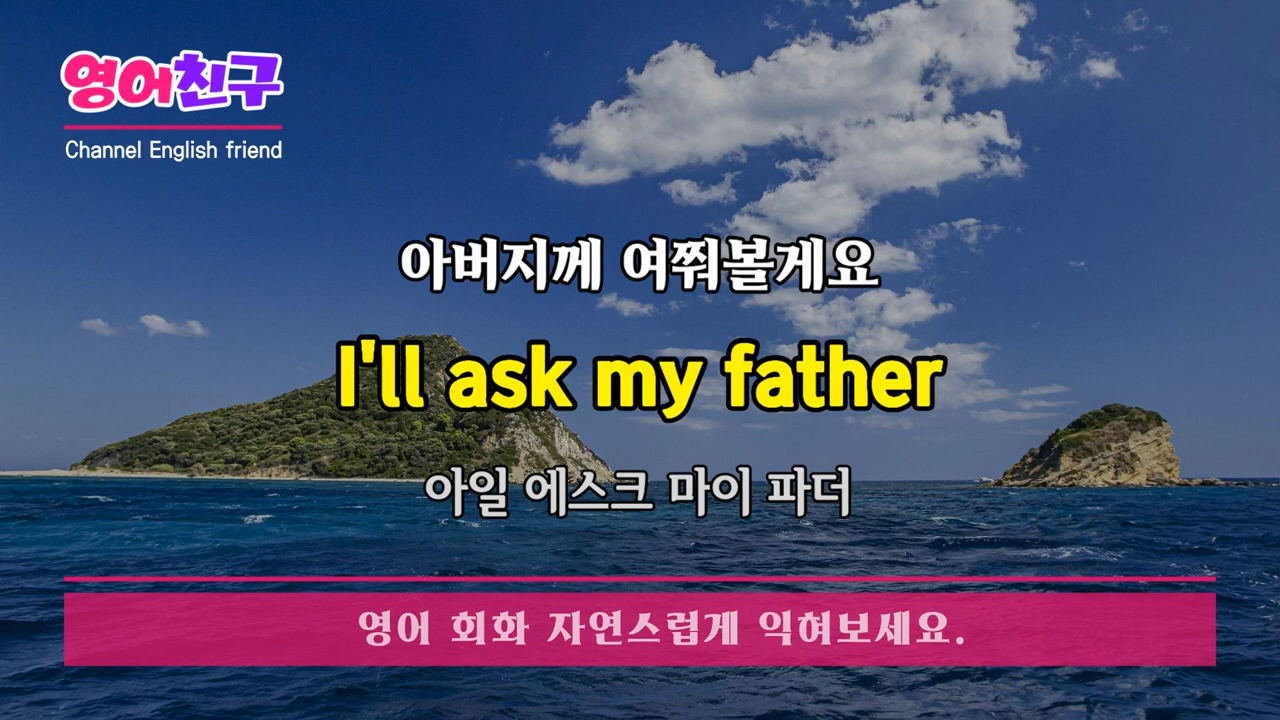 영어친구
Channel English friend
아버지께 여쭤볼게요
I'll ask my father
아일 에스크 마이 파더
영어 회화 자연스럽게 익혀보세요.